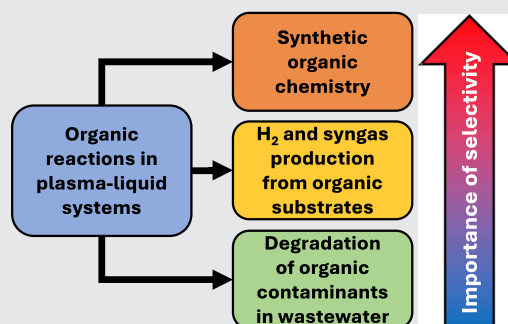 Organic
reactions in
plasma-liquid
systems
Synthetic
organic
chemistry
H₂ and syngas
production
from organic
substrates
Degradation
of organic
contaminants
in wastewater
Importance of selectivity